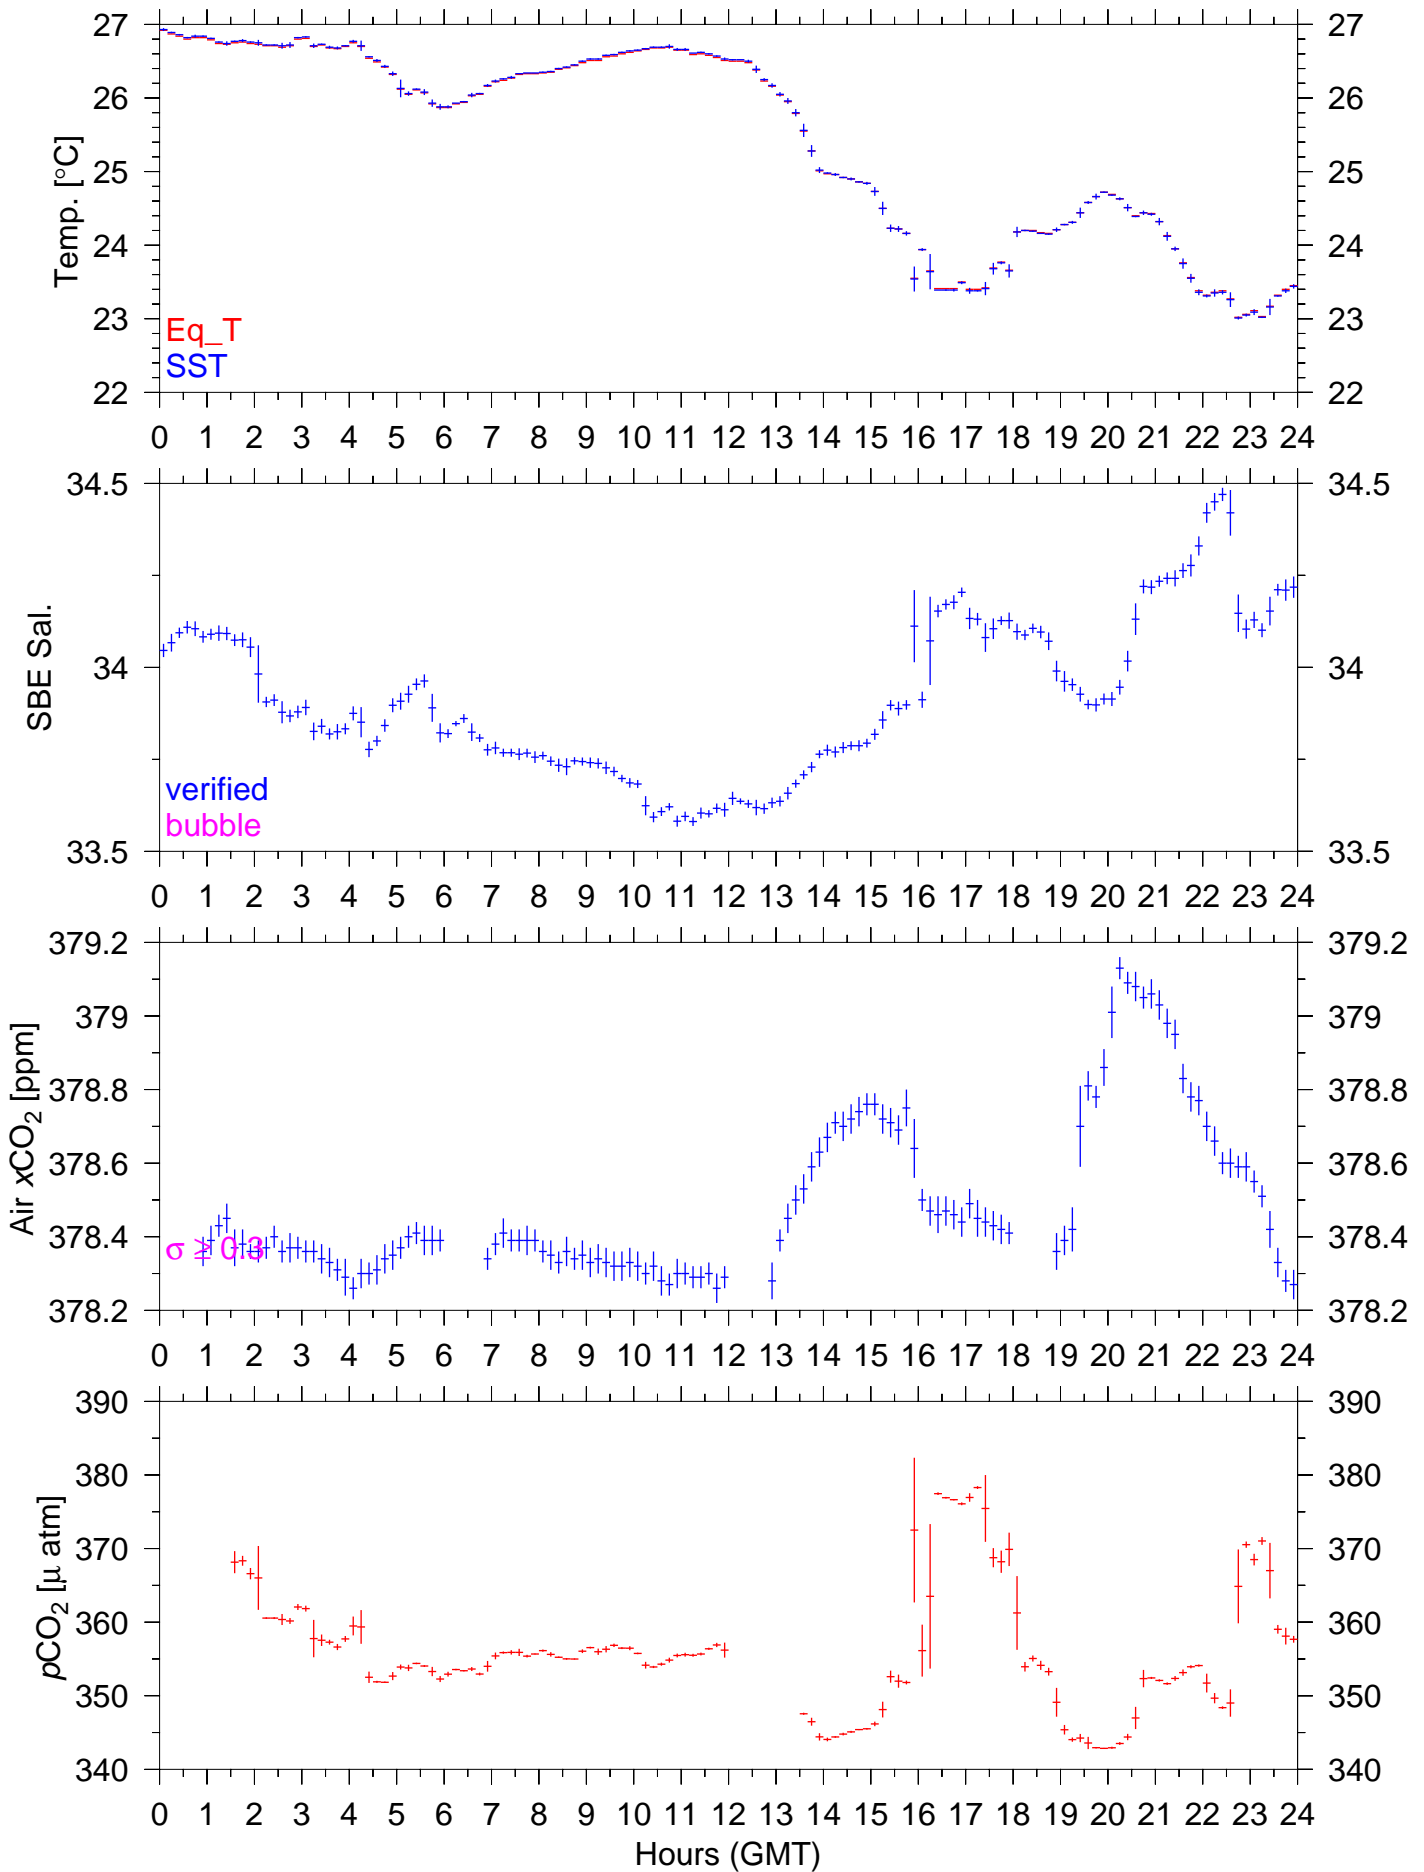 27 27
26 26
25 25
24 24
23 23
22 22
Temp. [°C]
Eq_T
SST
0 1 2 3 4 5 6 7 8 9 10 11 12 13 14 15 16 17 18 19 20 21 22 23 24
34.5 34.5
34 34
33.5 33.5
SBE Sal.
verified
bubble
0 1 2 3 4 5 6 7 8 9 10 11 12 13 14 15 16 17 18 19 20 21 22 23 24
379.2 379.2
379 379
378.8 378.8
378.6 378.6
378.4 378.4
378.2 378.2
Air xCO₂ [ppm]
σ ≥ 0.3
0 1 2 3 4 5 6 7 8 9 10 11 12 13 14 15 16 17 18 19 20 21 22 23 24
390 390
380 380
370 370
360 360
350 350
340 340
pCO₂ [μ atm]
0 1 2 3 4 5 6 7 8 9 10 11 12 13 14 15 16 17 18 19 20 21 22 23 24
Hours (GMT)